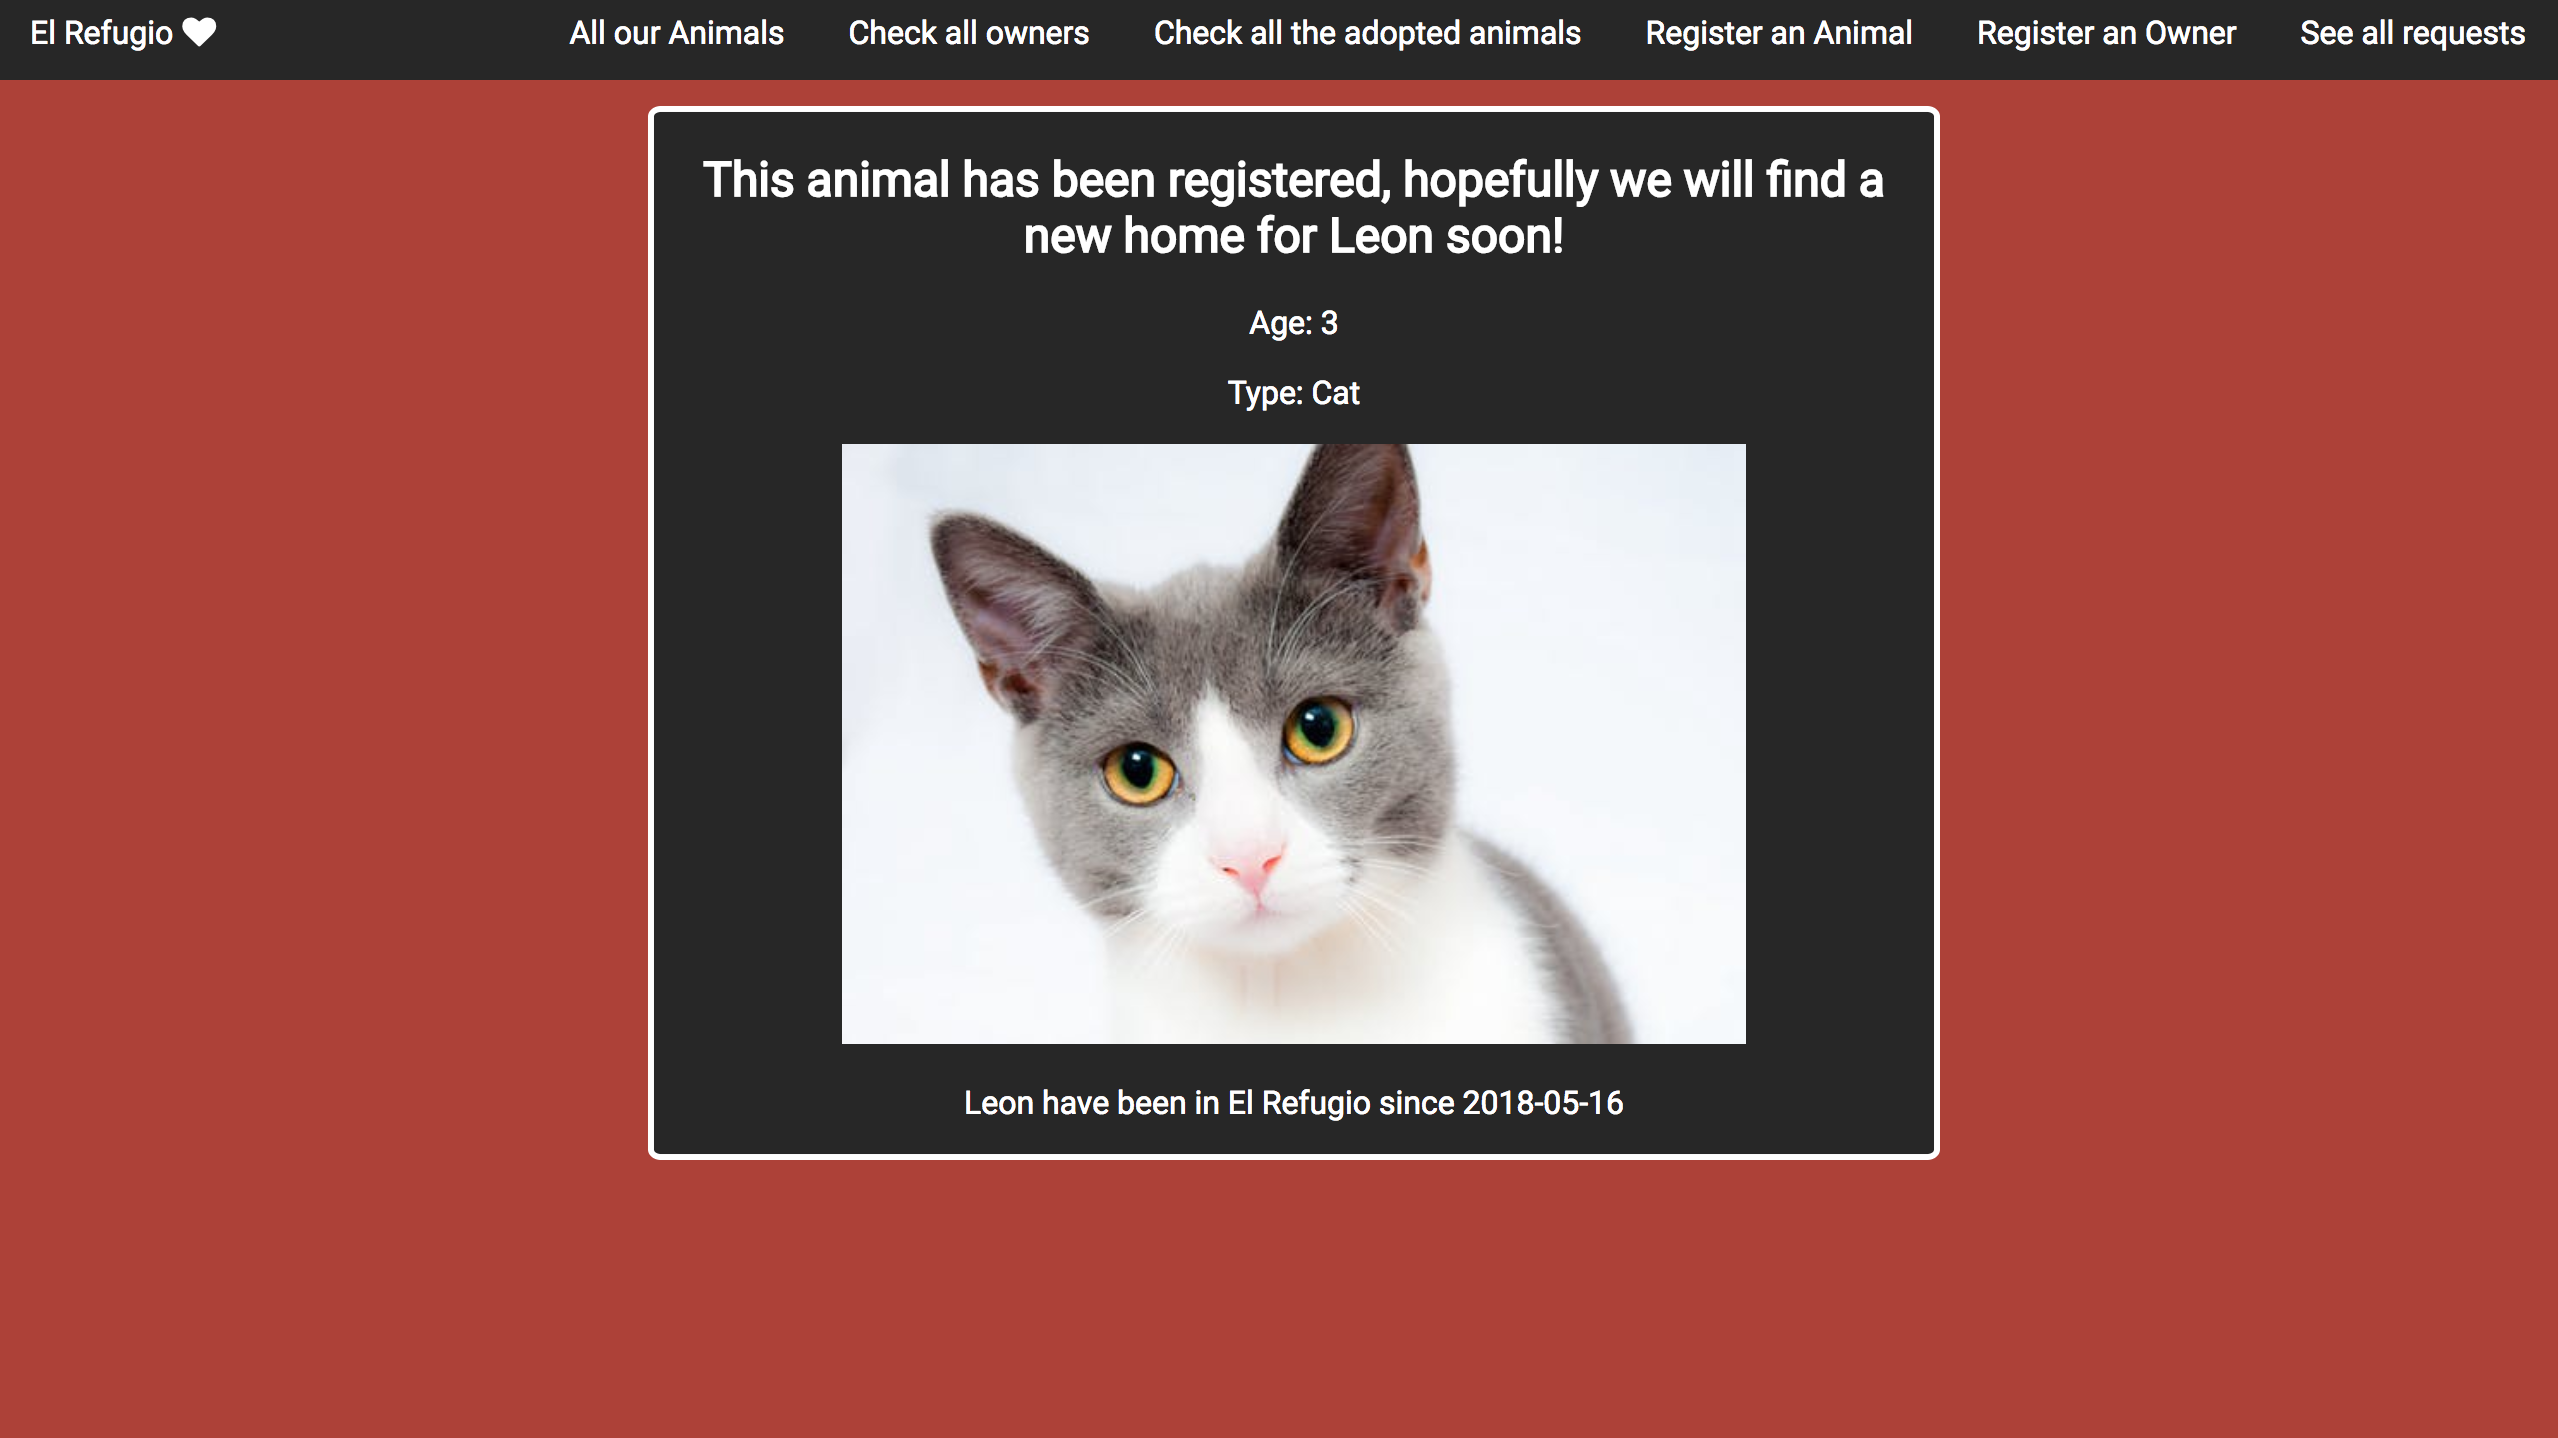 El Refugio
All our Animals
Check all owners
Check all the adopted animals
Register an Animal
Register an Owner
See all requests
This animal has been registered, hopefully we will find a
new home for Leon soon!
Age: 3
Type: Cat
Leon have been in El Refugio since 2018-05-16